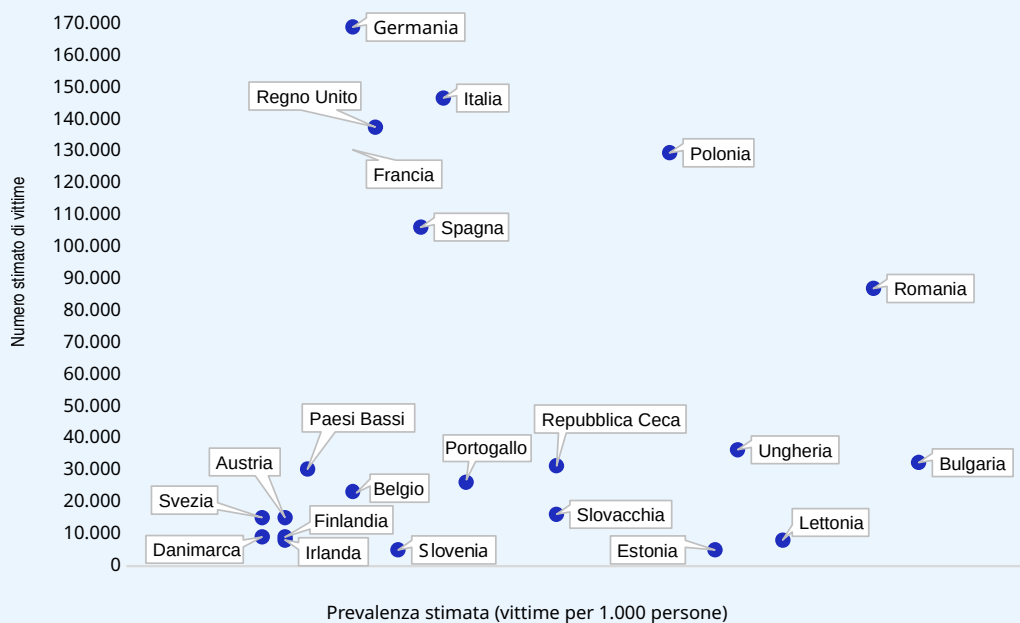 170.000
160.000
150.000
140.000
130.000
120.000
110.000
100.000
90.000
80.000
70.000
60.000
50.000
40.000
30.000
20.000
10.000
0
Numero stimato di vittime
Germania
Italia
Regno Unito
Polonia
Francia
Spagna
Romania
Paesi Bassi
Repubblica Ceca
Portogallo
Ungheria
Austria
Bulgaria
Belgio
Svezia
Slovacchia
Finlandia
Lettonia
Danimarca
Irlanda
Slovenia
Estonia
Prevalenza stimata (vittime per 1.000 persone)